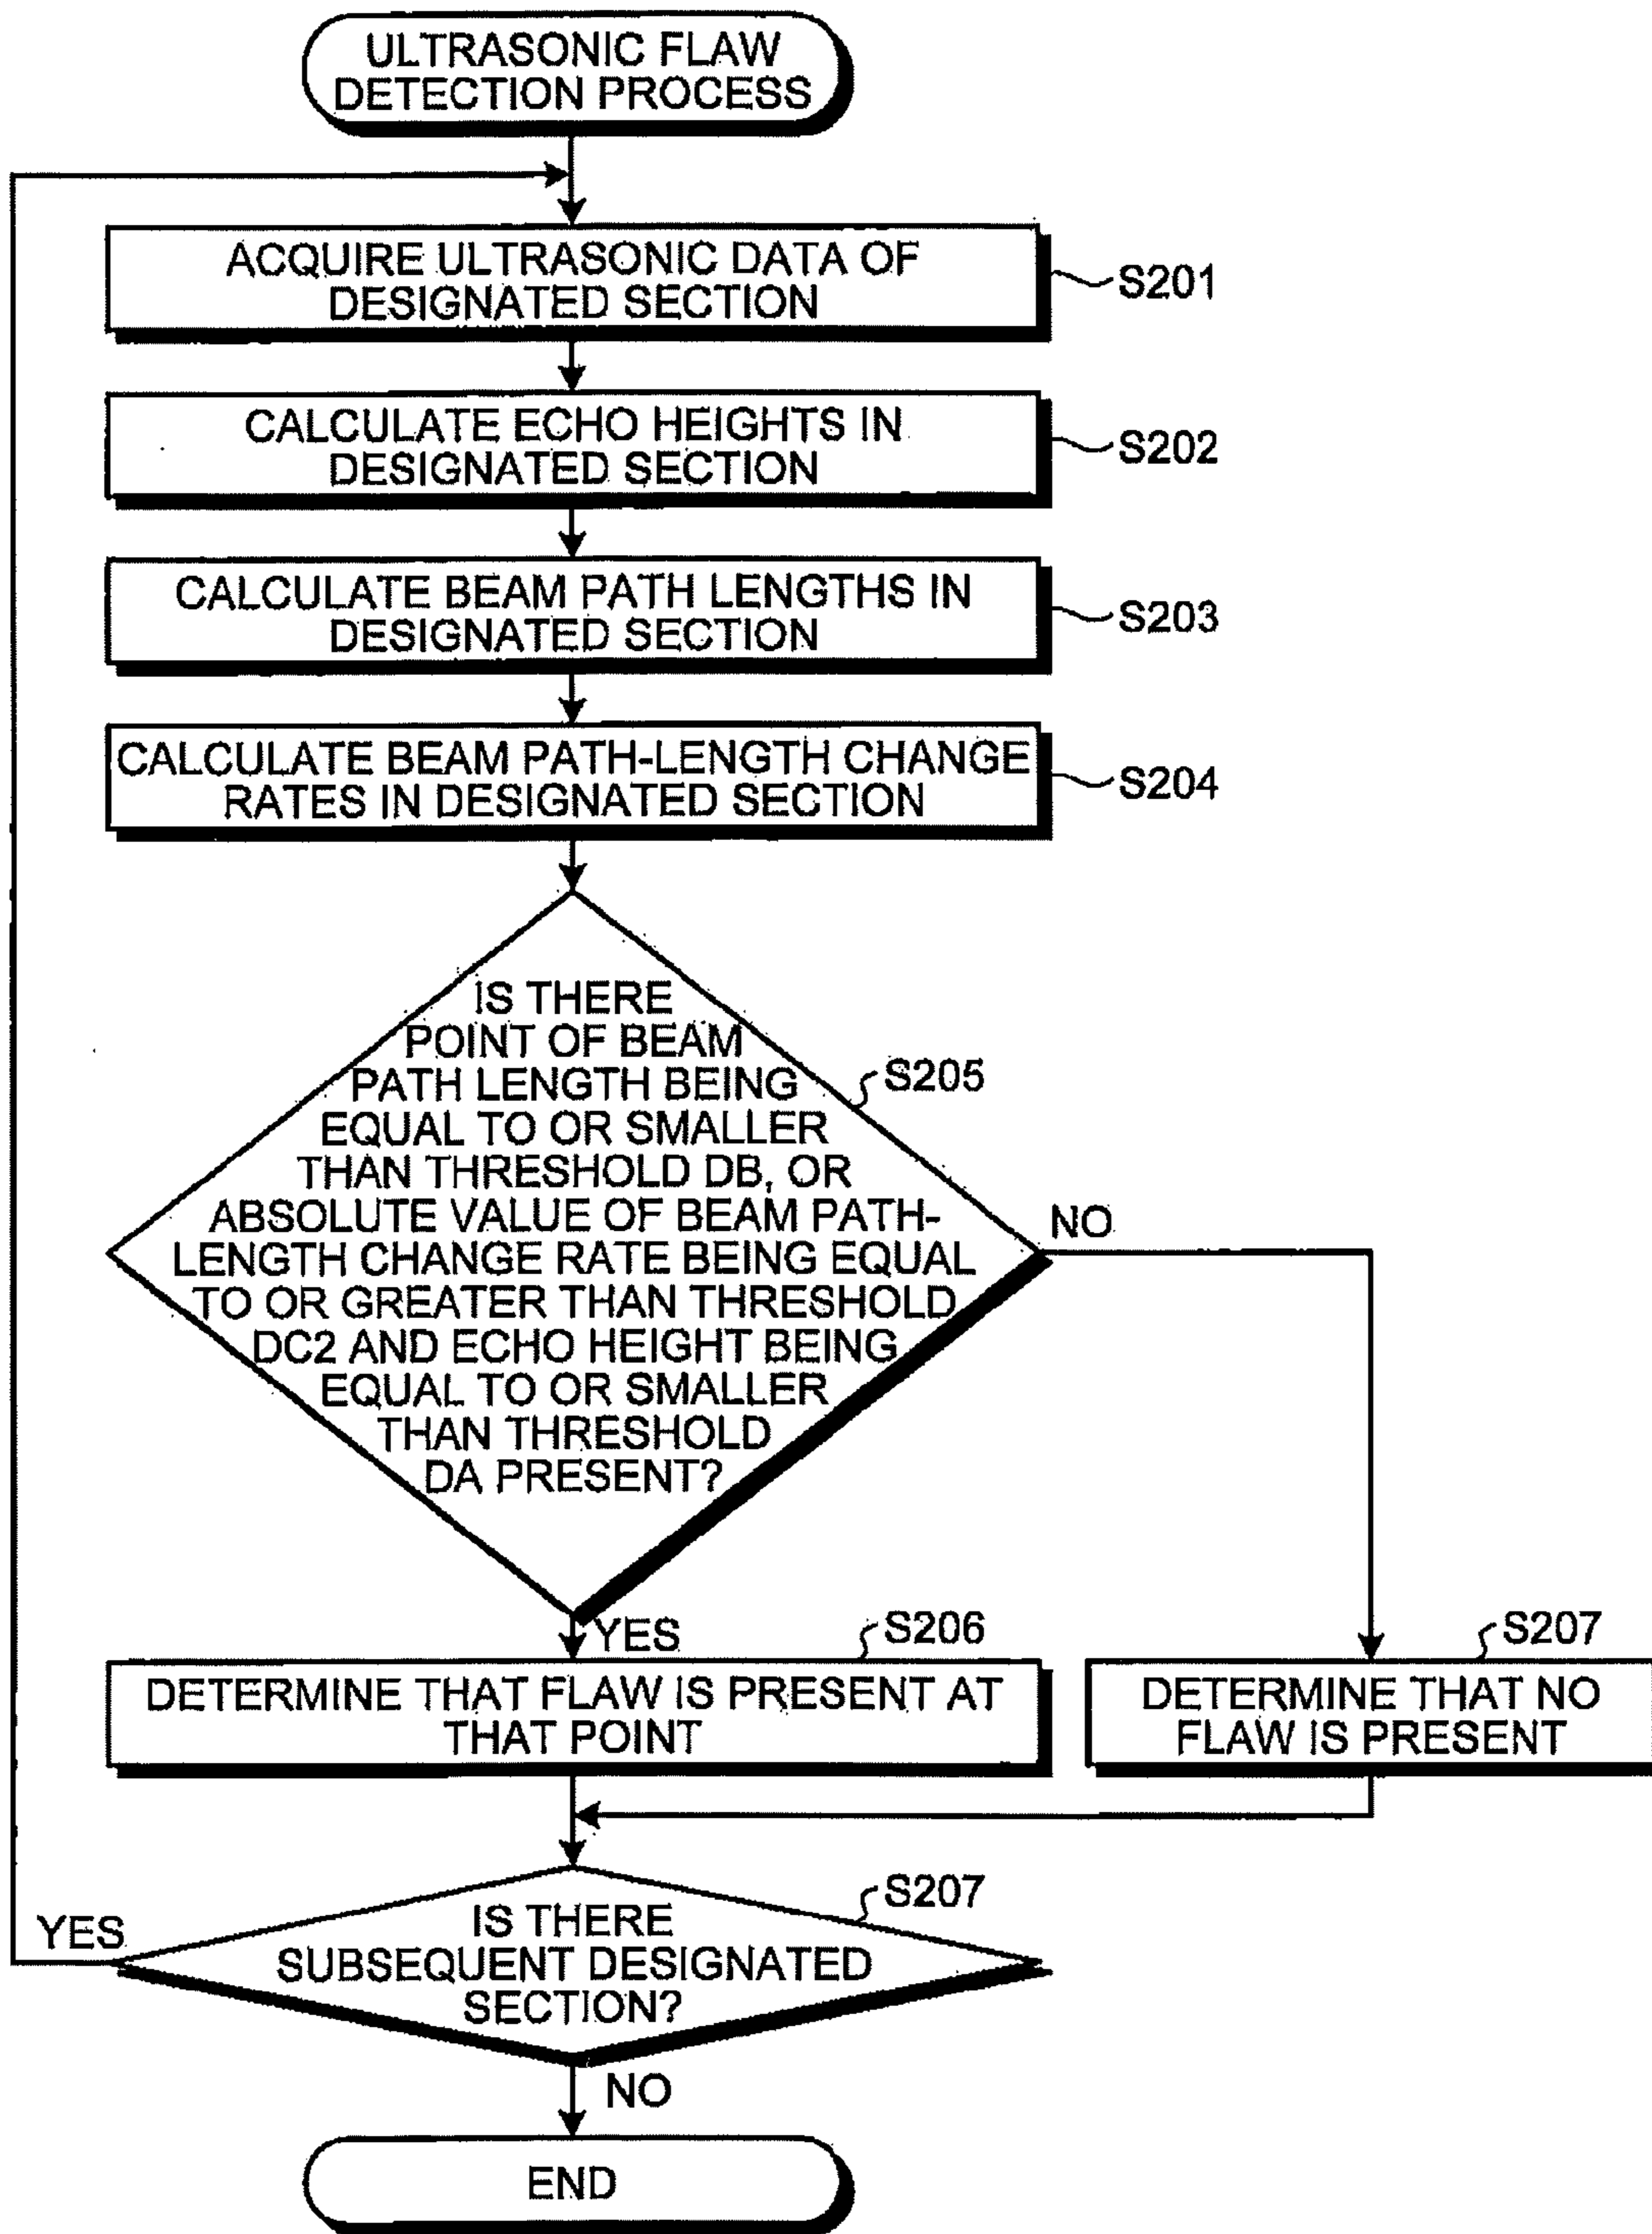 ULTRASONIC FLAW
DETECTION PROCESS
ACQUIRE ULTRASONIC DATA OF
DESIGNATED SECTION
S201
CALCULATE ECHO HEIGHTS IN
DESIGNATED SECTION
S202
CALCULATE BEAM PATH LENGTHS IN
DESIGNATED SECTION
S203
CALCULATE BEAM PATH-LENGTH CHANGE
RATES IN DESIGNATED SECTION
S204
IS THERE
POINT OF BEAM
PATH LENGTH BEING
EQUAL TO OR SMALLER
THAN THRESHOLD DB, OR
ABSOLUTE VALUE OF BEAM PATH-
LENGTH CHANGE RATE BEING EQUAL
TO OR GREATER THAN THRESHOLD
DC2 AND ECHO HEIGHT BEING
EQUAL TO OR SMALLER
THAN THRESHOLD
DA PRESENT?
S205
NO
YES
S206
DETERMINE THAT FLAW IS PRESENT AT
THAT POINT
S207
DETERMINE THAT NO
FLAW IS PRESENT
S207
YES
IS THERE
SUBSEQUENT DESIGNATED
SECTION?
NO
END